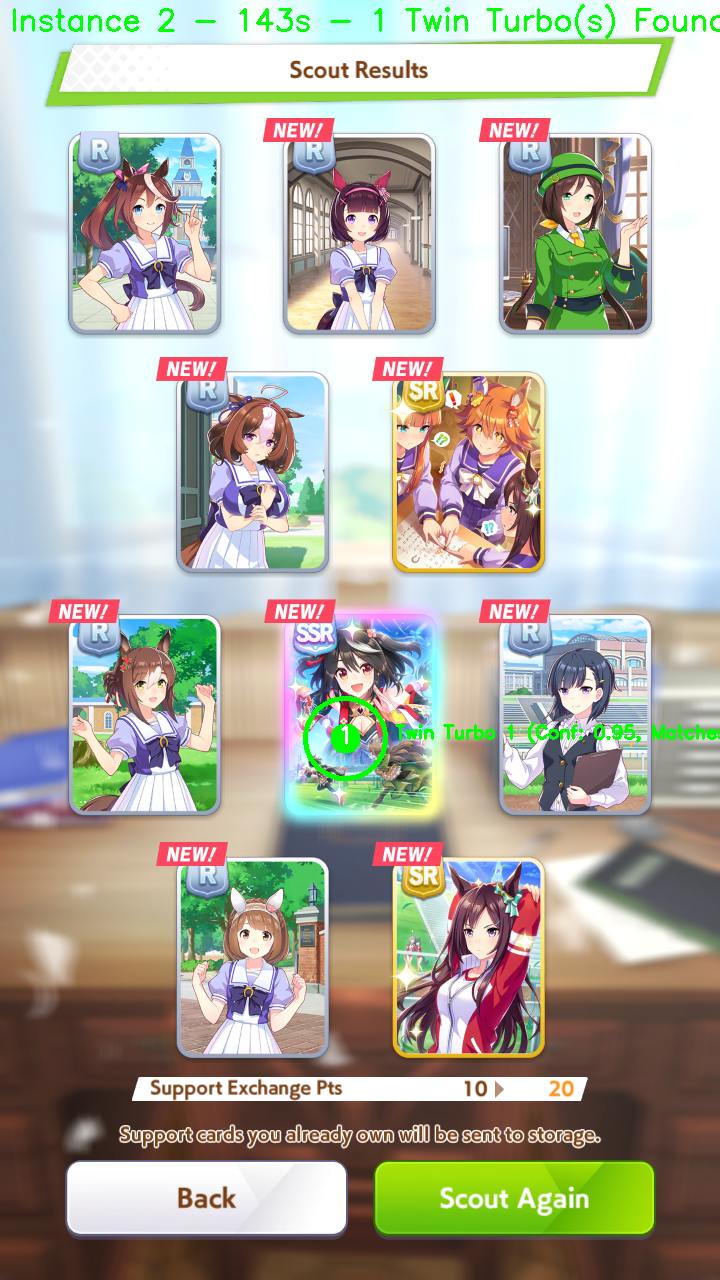 Instance 2 - 143s - 1 Twin Turbo(s) Found
Scout Results
R
NEW!
R
NEW!
R
NEW!
R
NEW!
SR
NEW!
R
NEW!
SSR
NEW!
R
1 Twin Turbo 1 (Conf: 0.95, Matches
NEW!
R
NEW!
SR
Support Exchange Pts 10 20
Support cards you already own will be sent to storage.
Back Scout Again